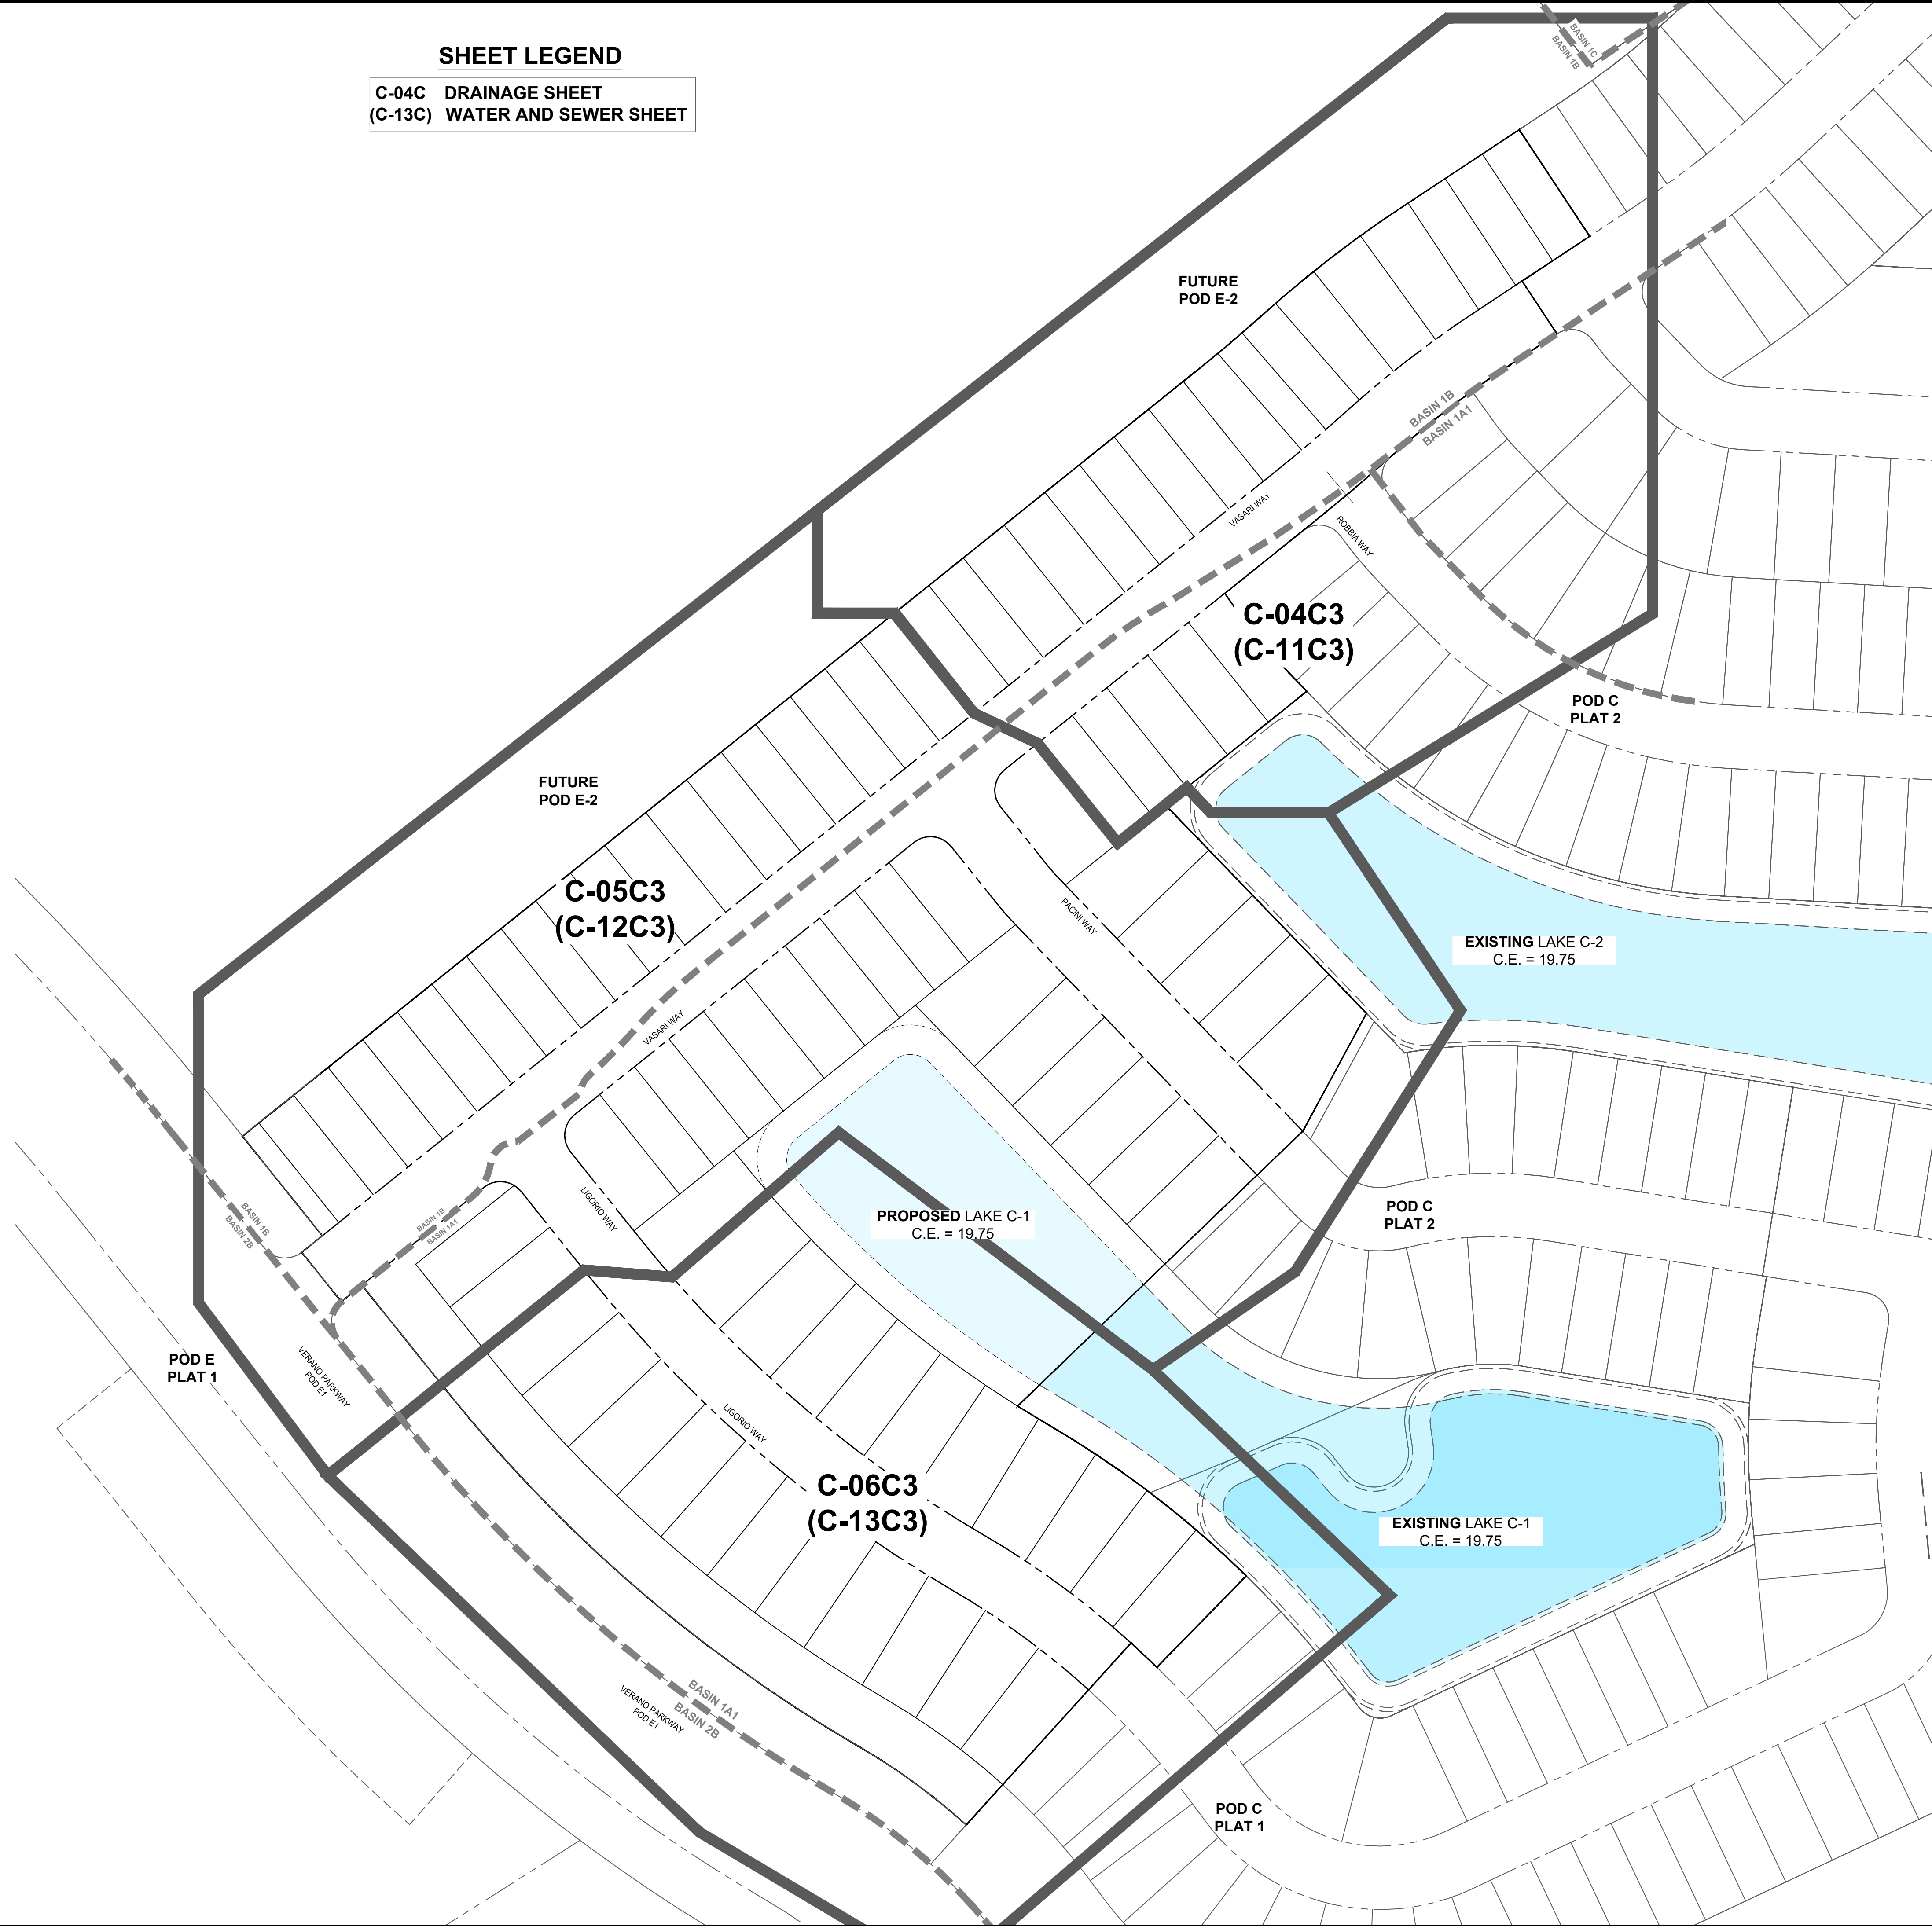 SHEET LEGEND
C-04C DRAINAGE SHEET
(C-13C) WATER AND SEWER SHEET
BASIN 1C
BASIN 1B
FUTURE
POD E-2
BASIN 1B
BASIN 1A1
VASARI WAY
ROBBIA WAY
C-04C3
(C-11C3)
POD C
PLAT 2
FUTURE
POD E-2
C-05C3
(C-12C3)
PACINI WAY
EXISTING LAKE C-2
C.E. = 19.75
VASARI WAY
LIGORIO WAY
BASIN 1B
BASIN 1A1
BASIN 1B
BASIN 2B
PROPOSED LAKE C-1
C.E. = 19.75
POD C
PLAT 2
POD E
PLAT 1
VERANO PARKWAY
POD E1
LIGORIO WAY
C-06C3
(C-13C3)
EXISTING LAKE C-1
C.E. = 19.75
BASIN 1A1
BASIN 2B
VERANO PARKWAY
POD E1
POD C
PLAT 1